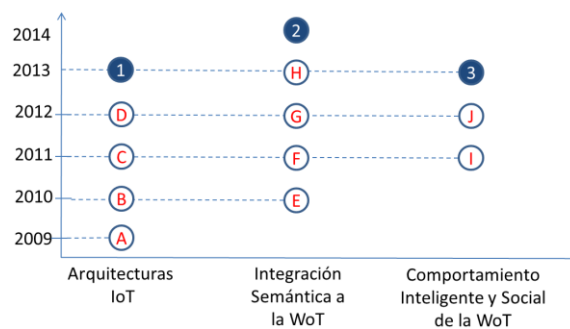 2014
2
2013
1
H
3
2012
D
G
J
2011
C
F
I
2010
B
E
2009
A
Arquitecturas
IoT
Integración
Semántica a
la WoT
Comportamiento
Inteligente y Social
de la WoT